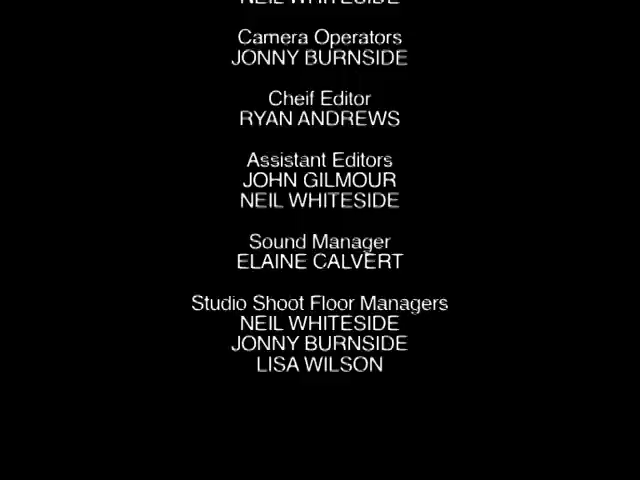 NEIL WHITESIDE
Camera Operators
JONNY BURNSIDE
Cheif Editor
RYAN ANDREWS
Assistant Editors
JOHN GILMOUR
NEIL WHITESIDE
Sound Manager
ELAINE CALVERT
Studio Shoot Floor Managers
NEIL WHITESIDE
JONNY BURNSIDE
LISA WILSON